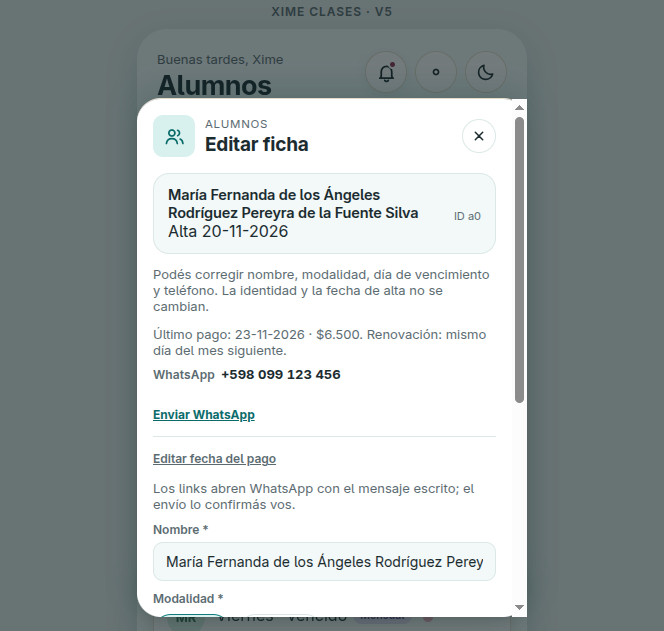 XIME CLASES · V5
Buenas tardes, Xime
Alumnos
ALUMNOS
Editar ficha
María Fernanda de los Ángeles
Rodríguez Pereyra de la Fuente Silva
Alta 20-11-2026
ID a0
Podés corregir nombre, modalidad, día de vencimiento
y teléfono. La identidad y la fecha de alta no se
cambian.
Último pago: 23-11-2026 · $6.500. Renovación: mismo
día del mes siguiente.
WhatsApp +598 099 123 456
Enviar WhatsApp
Editar fecha del pago
Los links abren WhatsApp con el mensaje escrito; el
envío lo confirmás vos.
Nombre *
María Fernanda de los Ángeles Rodríguez Perey
Modalidad *